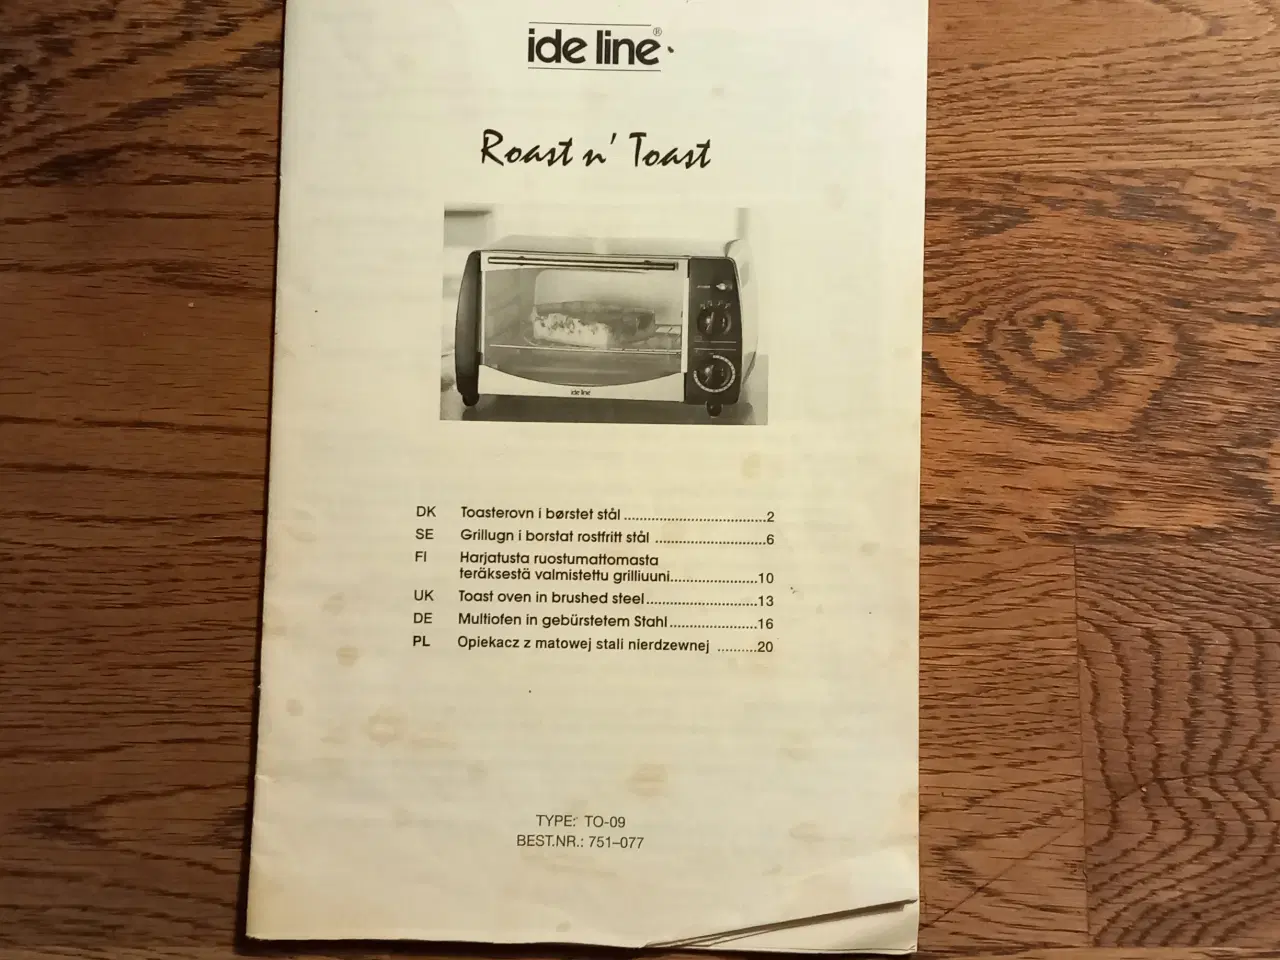 ide line®
Roast n' Toast
ide line
DK Toasterovn i børstet stål ..................................2
SE Grillugn i borstat rostfritt stål ............................6
FI Harjatusta ruostumattomasta
teräksestä valmistettu grilliuuni.....................10
UK Toast oven in brushed steel...........................13
DE Multiofen in gebürstetem Stahl.....................16
PL Opiekacz z matowej stali nierdzewnej ..........20
TYPE: TO-09
BEST.NR.: 751-077